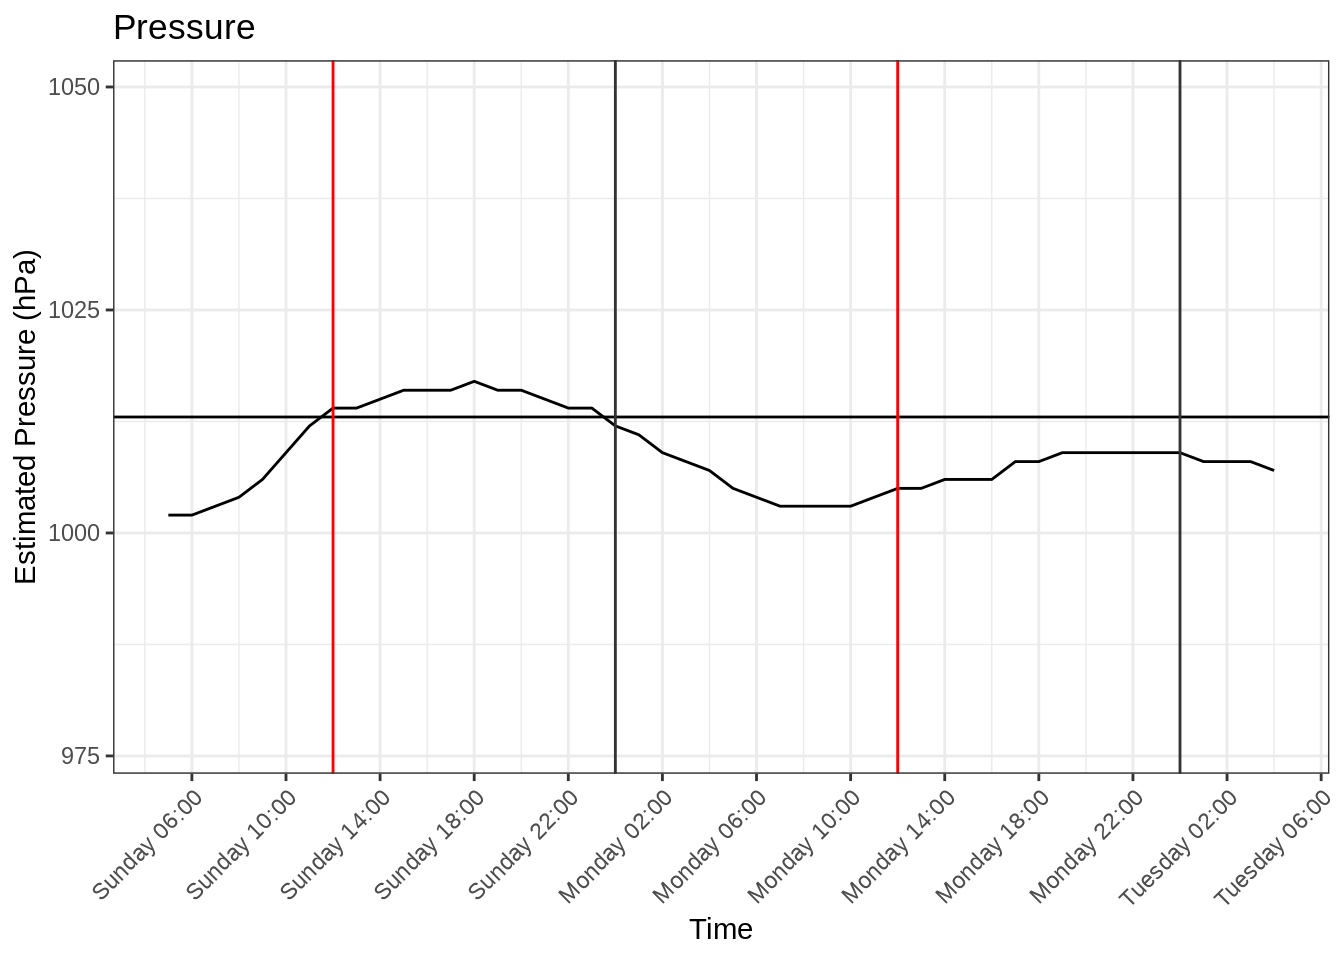 Pressure
Estimated Pressure (hPa)
1050
1025
1000
975
Sunday 06:00
Sunday 10:00
Sunday 14:00
Sunday 18:00
Sunday 22:00
Monday 02:00
Monday 06:00
Monday 10:00
Monday 14:00
Monday 18:00
Monday 22:00
Tuesday 02:00
Tuesday 06:00
Time